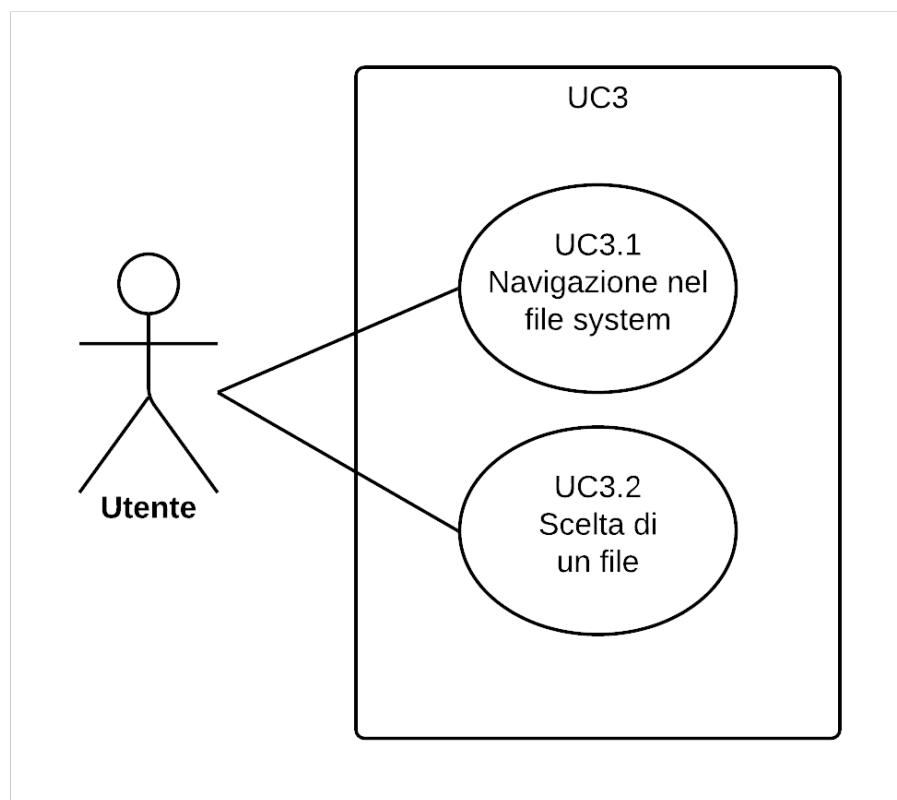 UC3
UC3.1
Navigazione nel
file system
Utente
UC3.2
Scelta di
un file